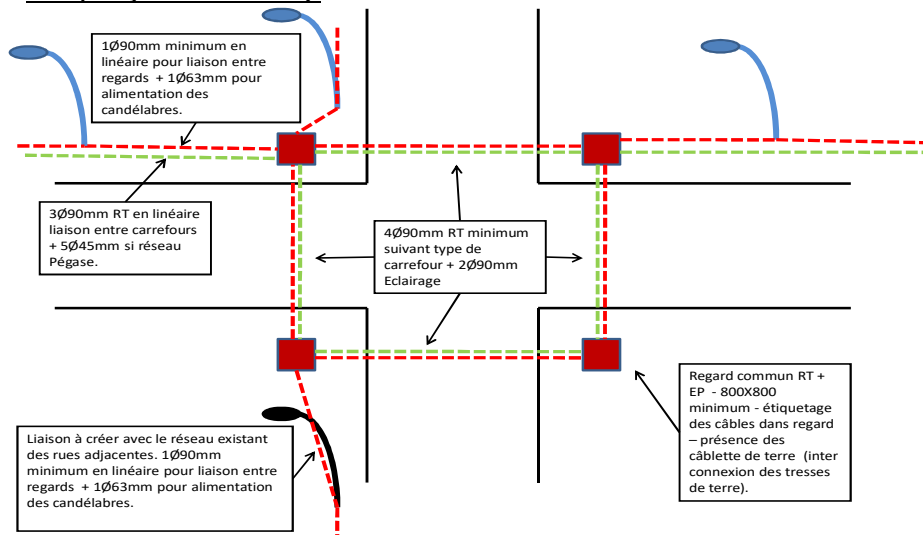 1Ø90mm minimum en
linéaire pour liaison entre
regards + 1Ø63mm pour
alimentation des
candélabres.
3Ø90mm RT en linéaire
liaison entre carrefours
+ 5Ø45mm si réseau
Pégase.
4Ø90mm RT minimum
suivant type de
carrefour + 2Ø90mm
Eclairage
Liaison à créer avec le réseau existant
des rues adjacentes. 1Ø90mm
minimum en linéaire pour liaison entre
regards + 1Ø63mm pour alimentation
des candélabres.
Regard commun RT +
EP - 800X800
minimum - étiquetage
des câbles dans regard
– présence des
câblette de terre (inter
connexion des tresses
de terre).